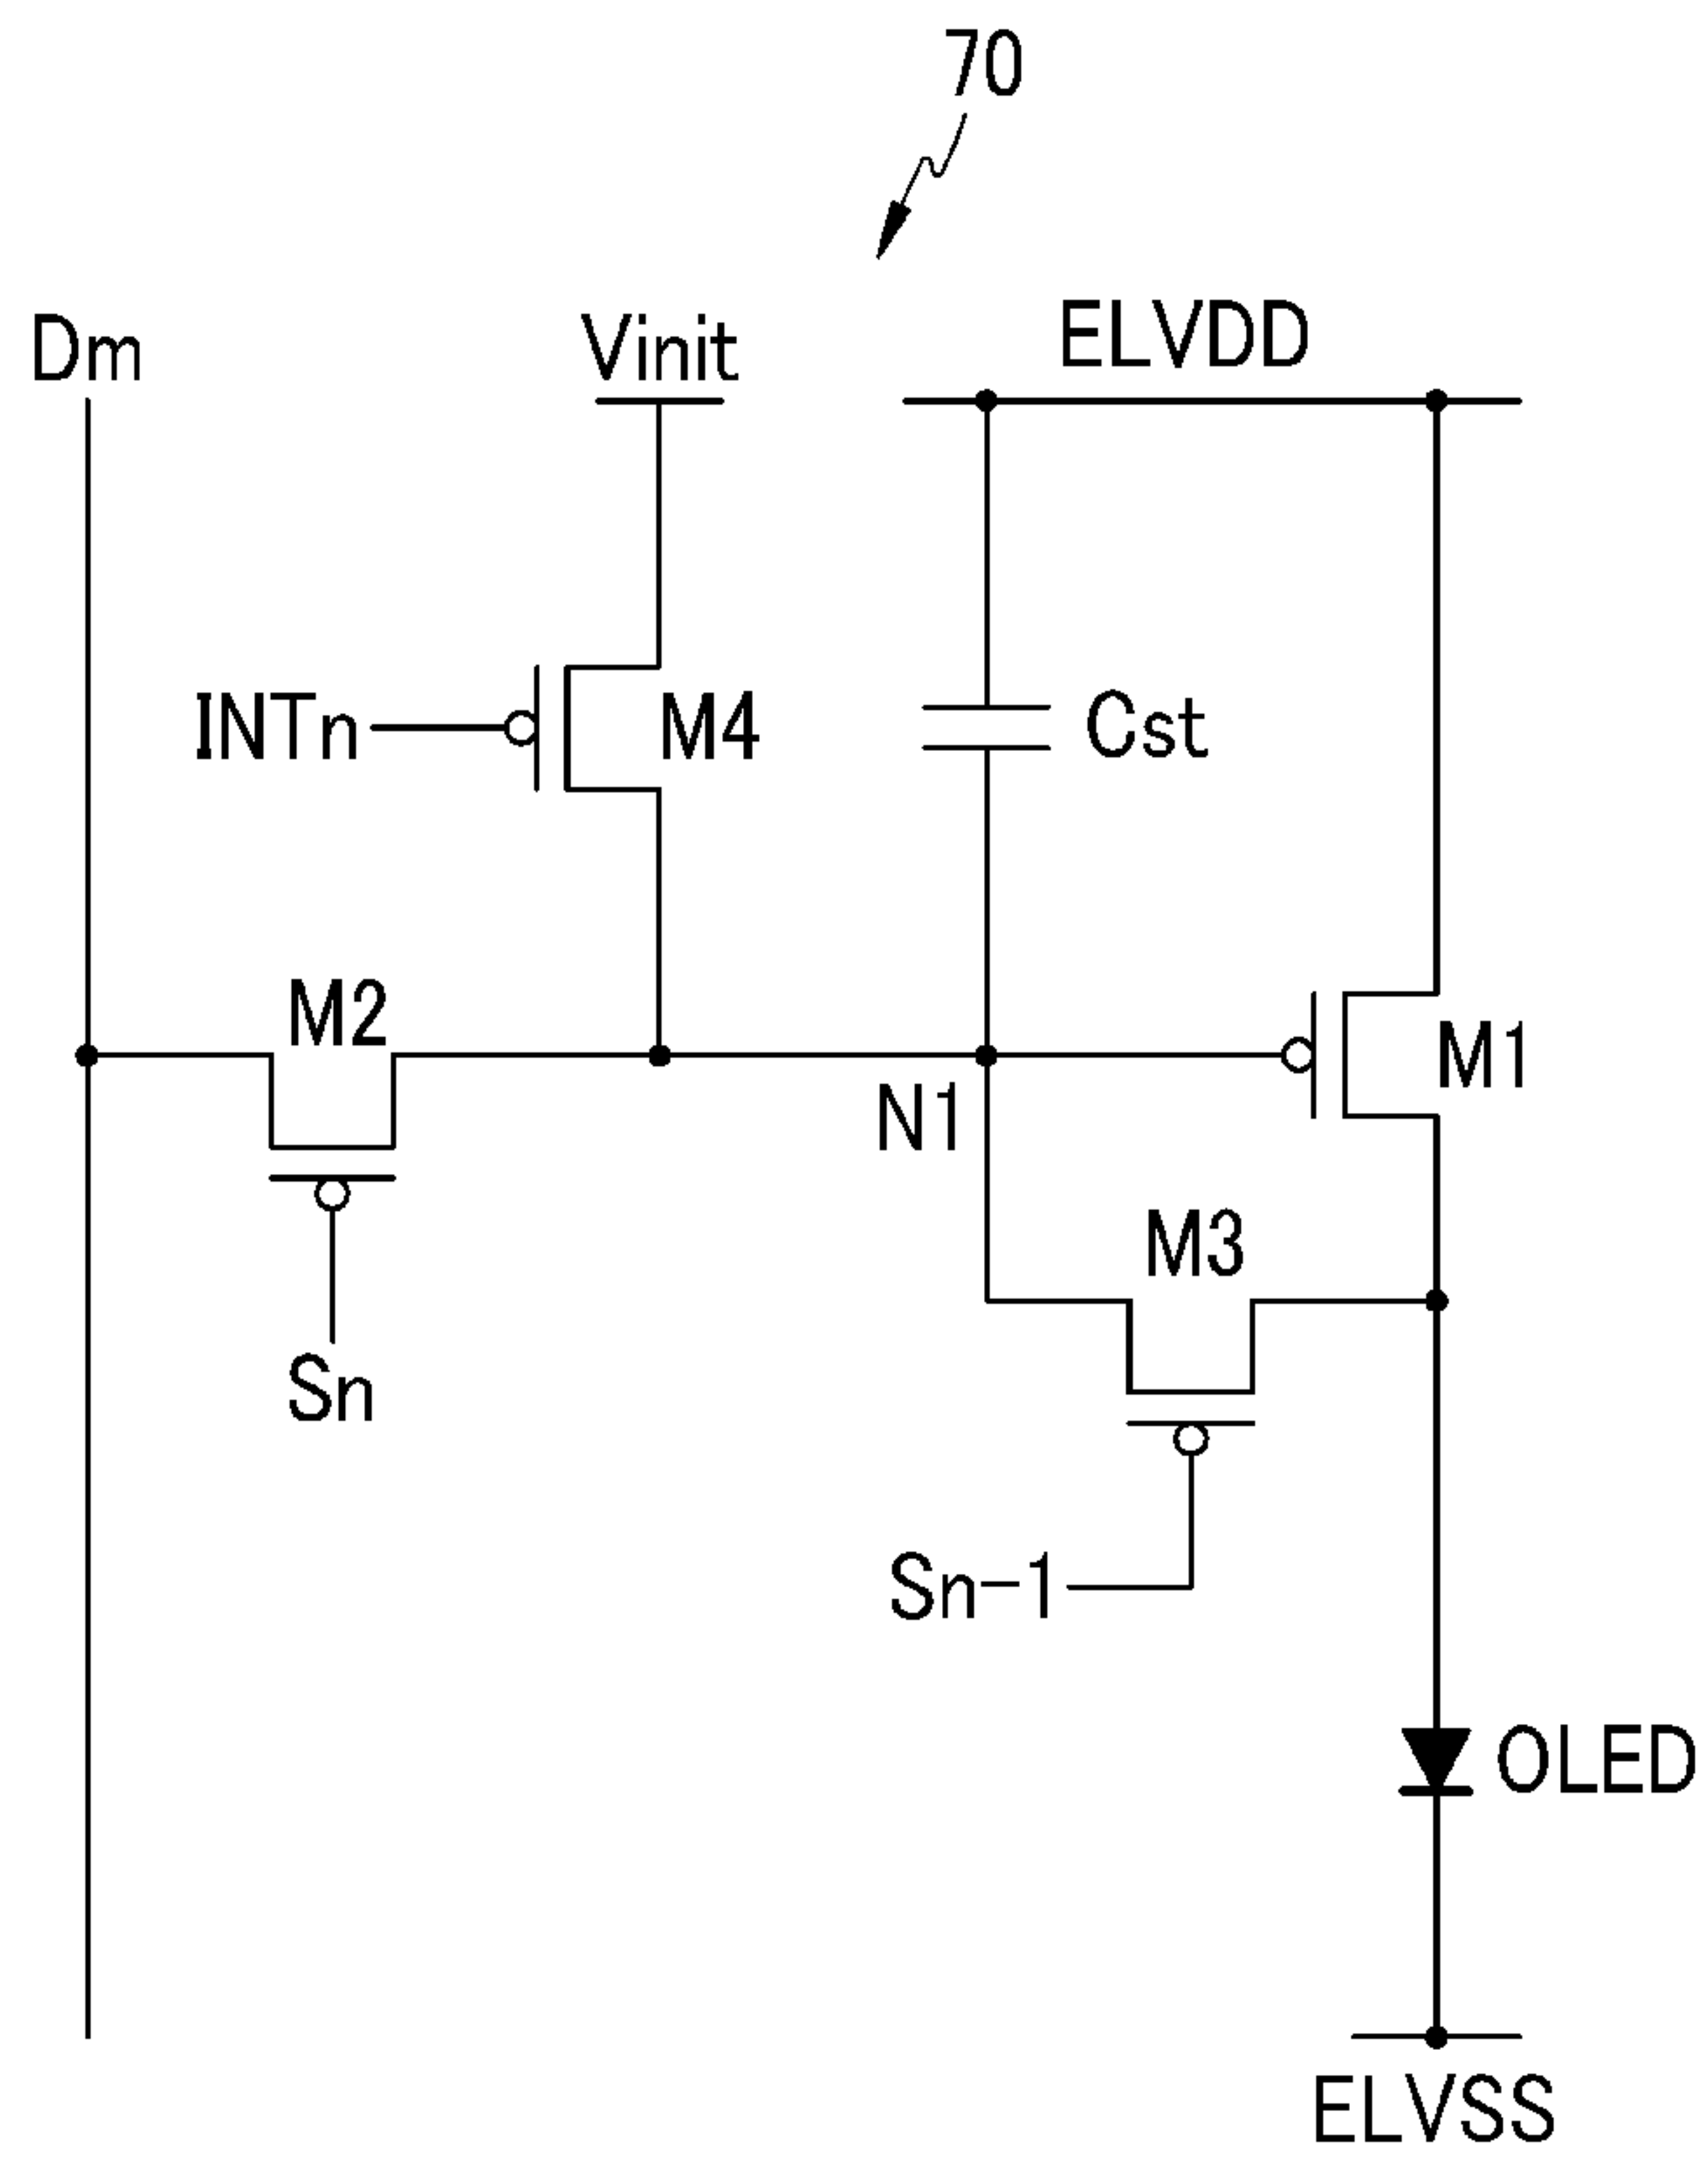 70
Dm
Vinit
ELVDD
INTn
M4
Cst
M2
M1
N1
M3
Sn
Sn-1
OLED
ELVSS